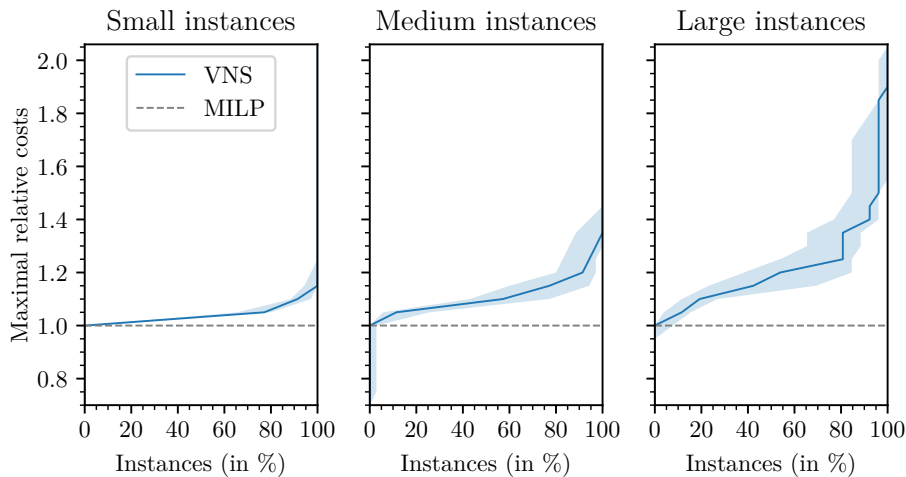 Small instances
Medium instances
Large instances
Maximal relative costs
2.0
1.8
1.6
1.4
1.2
1.0
0.8
VNS
MILP
0 20 40 60 80 100
0 20 40 60 80 100
0 20 40 60 80 100
Instances (in %)
Instances (in %)
Instances (in %)